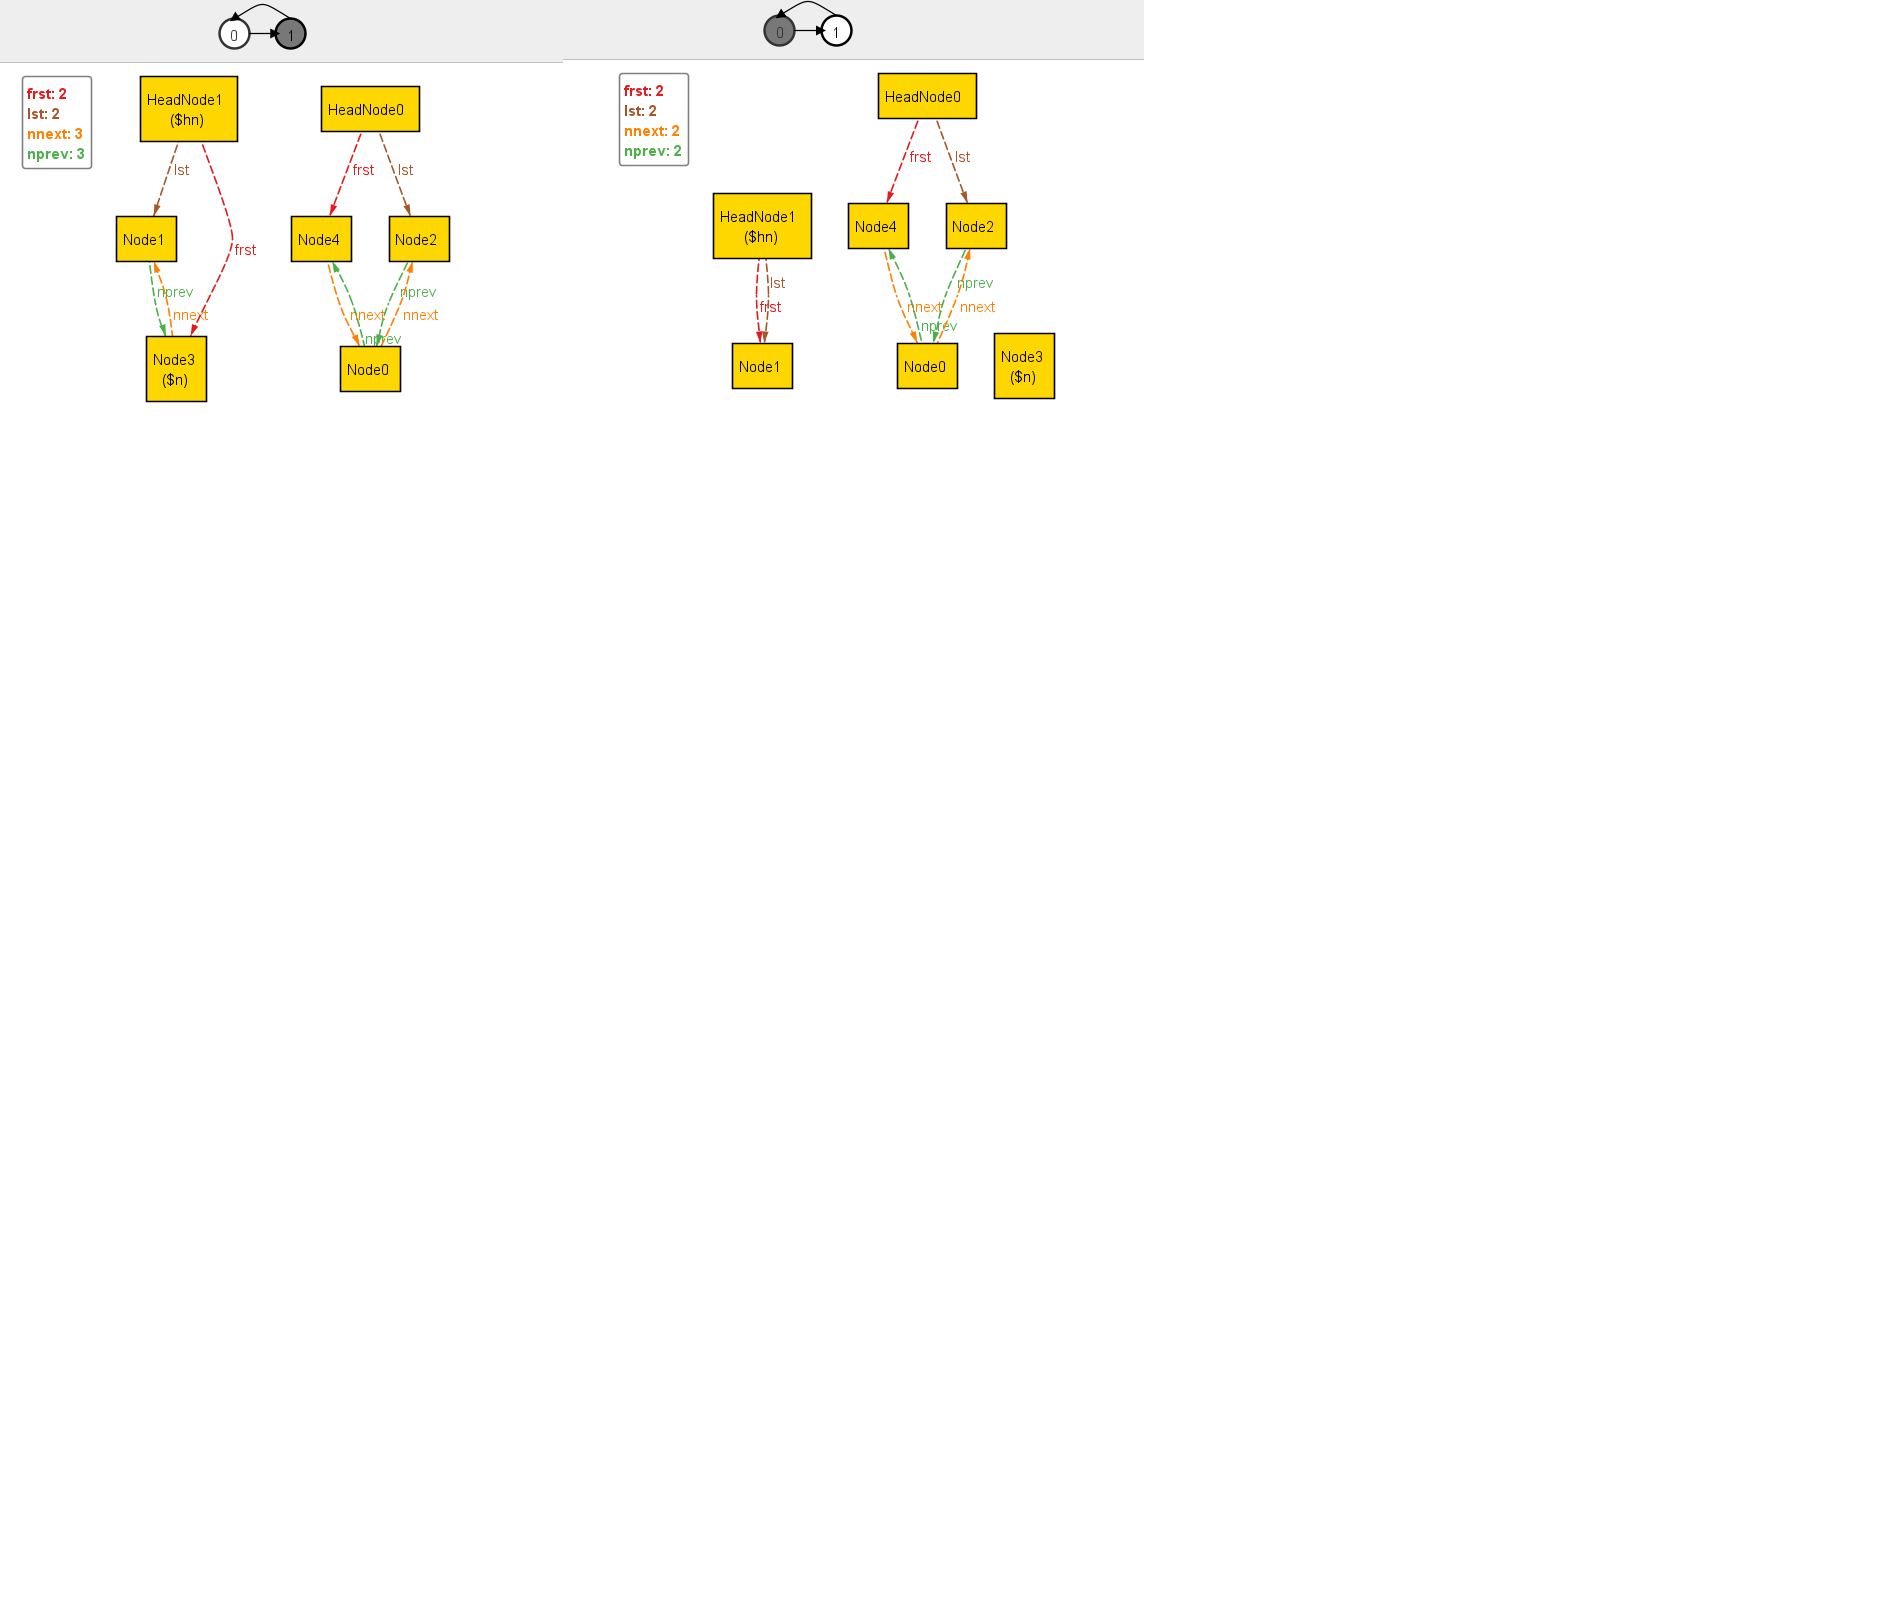 0 1
frst: 2
lst: 2
nnext: 3
nprev: 3
HeadNode1
($hn)
HeadNode0
lst
frst
lst
Node1
Node4
Node2
frst
nprev
nprev
nnext
nnext
nnext
nprev
Node3
($n)
Node0
0 1
frst: 2
lst: 2
nnext: 2
nprev: 2
HeadNode0
frst
lst
HeadNode1
($hn)
Node4
Node2
lst
nprev
frst
nnext
nnext
nprev
Node1
Node0
Node3
($n)